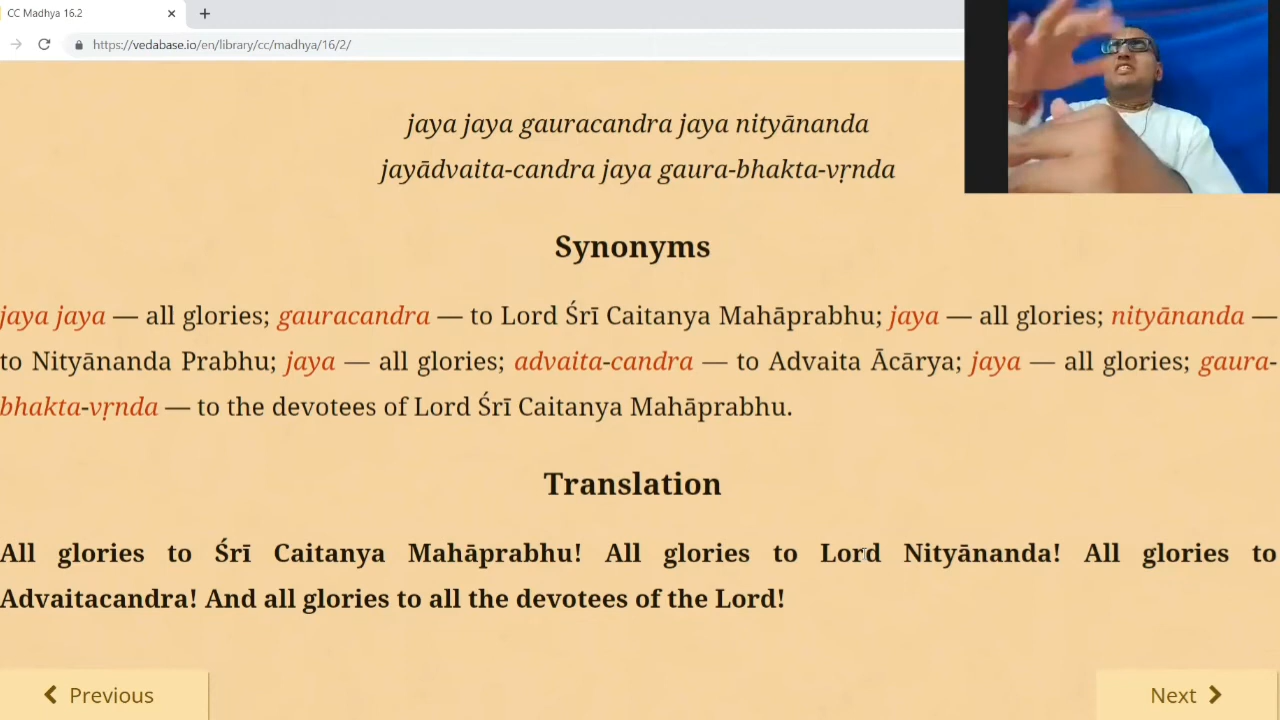 CC Madhya 16.2
https://vedabase.io/en/library/cc/madhya/16/2/
jaya jaya gauracandra jaya nityānanda
jayādvaita-candra jaya gaura-bhakta-vṛnda
Synonyms
jaya jaya — all glories; gauracandra — to Lord Śrī Caitanya Mahāprabhu; jaya — all glories; nityānanda —
to Nityānanda Prabhu; jaya — all glories; advaita-candra — to Advaita Ācārya; jaya — all glories; gaura-
bhakta-vṛnda — to the devotees of Lord Śrī Caitanya Mahāprabhu.
Translation
All glories to Śrī Caitanya Mahāprabhu! All glories to Lord Nityānanda! All glories to
Advaitacandra! And all glories to all the devotees of the Lord!
Previous
Next